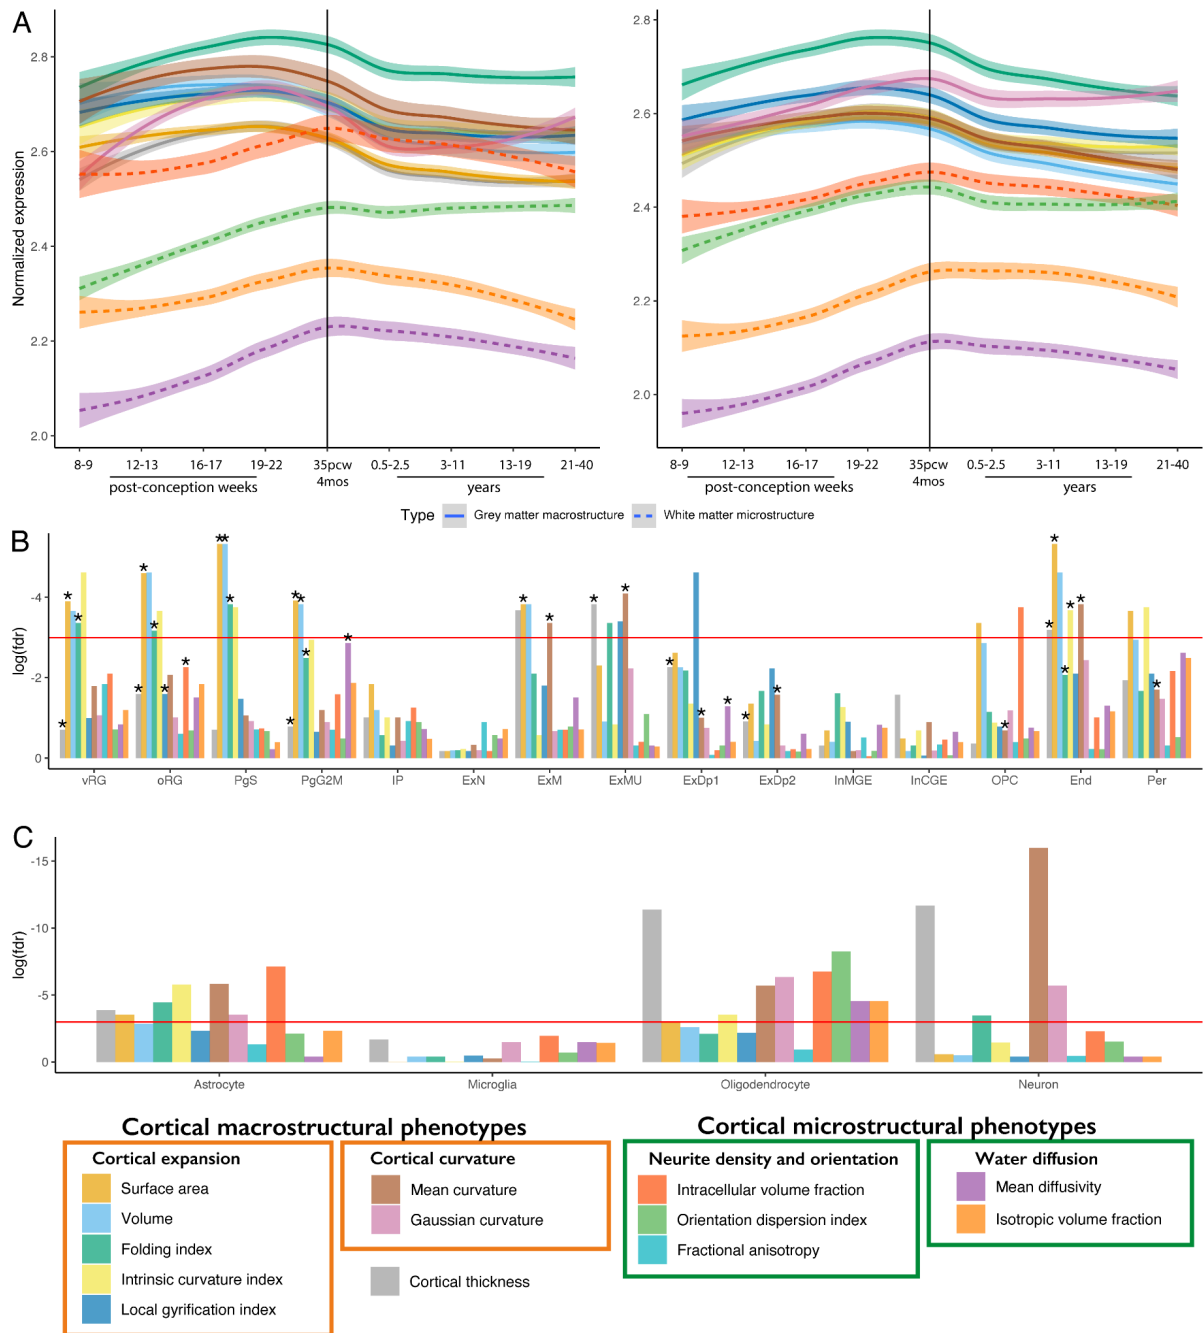 A
2.8
2.6
2.4
2.2
2.0
Normalized expression
8-9 12-13 16-17 19-22 35pcw 0.5-2.5 3-11 13-19 21-40
4mos
post-conception weeks years
2.8
2.6
2.4
2.2
2.0
8-9 12-13 16-17 19-22 35pcw 0.5-2.5 3-11 13-19 21-40
4mos
post-conception weeks years
Type Grey matter macrostructure White matter microstructure
B
-4
-2
0
log(fdr)
* * * * * * * * * ** * * * * * * * * * * * * * * * * * * * * * *
vRG oRG PgS PgG2M IP ExN ExM ExMU ExDp1 ExDp2 InMGE InCGE OPC End Per
C
-15
-10
-5
0
log(fdr)
Astrocyte Microglia Oligodendrocyte Neuron
Cortical macrostructural phenotypes
Cortical expansion
Surface area
Volume
Folding index
Intrinsic curvature index
Local gyrification index
Cortical curvature
Mean curvature
Gaussian curvature
Cortical thickness
Cortical microstructural phenotypes
Neurite density and orientation
Intracellular volume fraction
Orientation dispersion index
Fractional anisotropy
Water diffusion
Mean diffusivity
Isotropic volume fraction